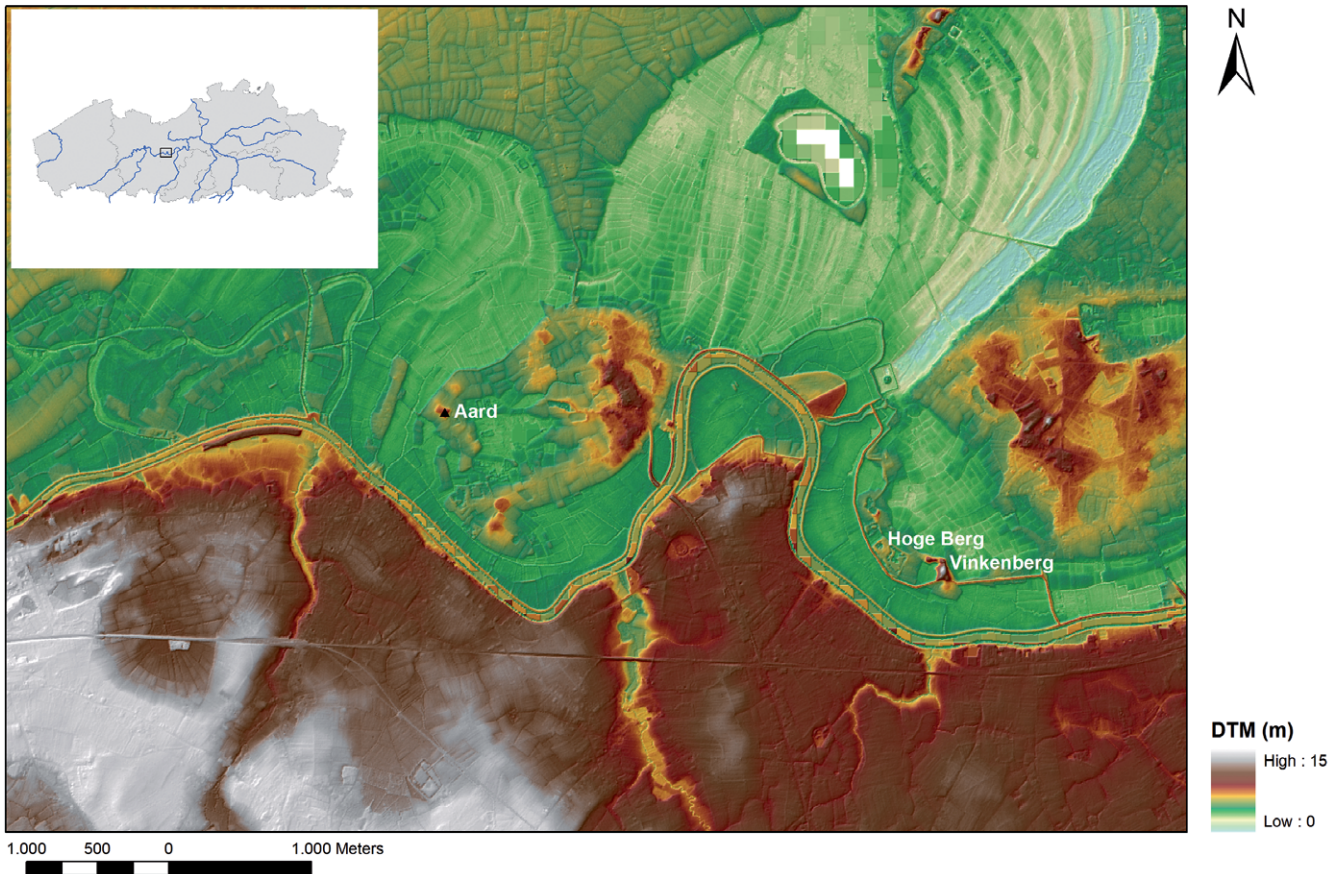 N
Aard
Hoge Berg
Vinkenberg
DTM (m)
High : 15
Low : 0
1.000 500 0 1.000 Meters